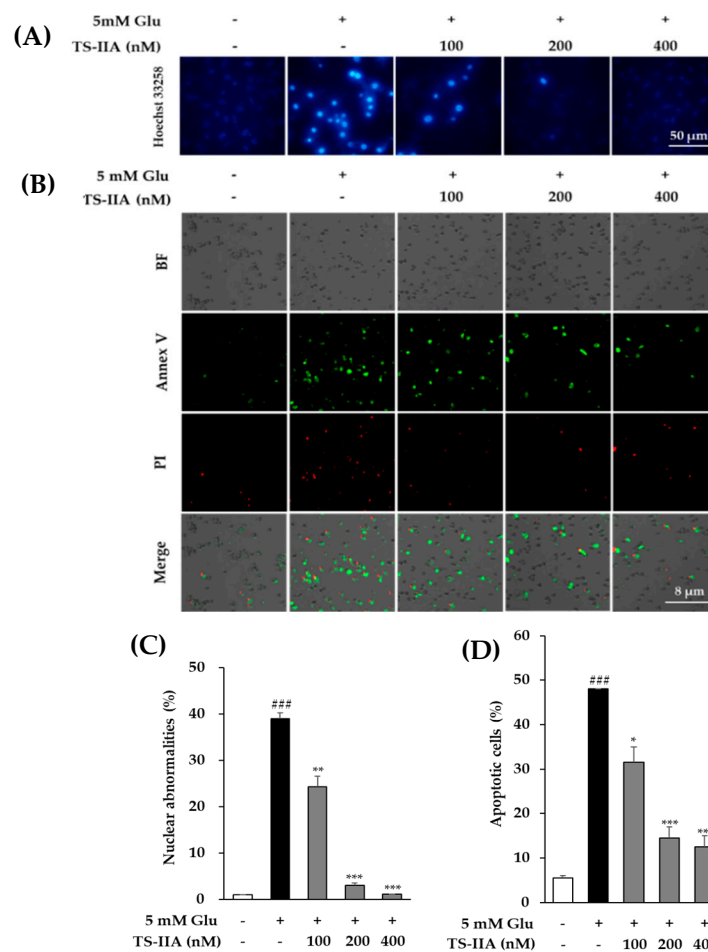 (A)
5mM Glu - + + + +
TS-IIA (nM) - - 100 200 400
Hoechst 33258
50 µm
(B)
5 mM Glu - + + + +
TS-IIA (nM) - - 100 200 400
BF
Annex V
PI
Merge
8 µm
(C)
Nuclear abnormalities (%)
50
40
30
20
10
0
###
**
***
***
5 mM Glu - + + + +
TS-IIA (nM) - - 100 200 400
(D)
Apoptotic cells (%)
60
50
40
30
20
10
0
###
*
***
**
5 mM Glu - + + + +
TS-IIA (nM) - - 100 200